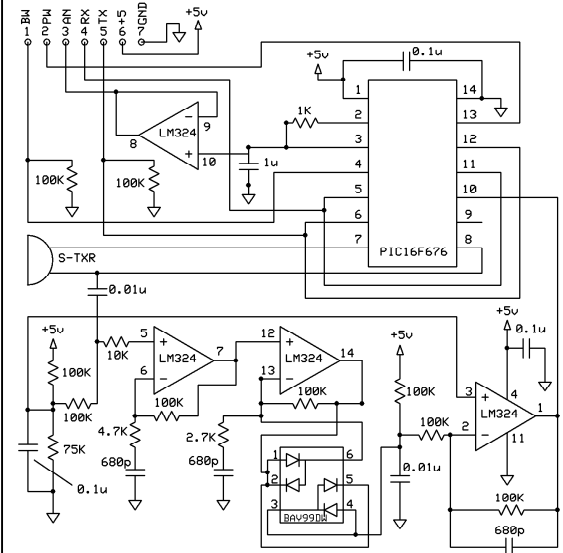 BW PW AN RX TX +5 GND
1 2 3 4 5 6 7
+5v
0.1u
+5v
1 14
1K
2 13
LM324
- 9
8
+ 10
3 12
1u
4 11
100K
100K
5 10
6 9
7 8
PIC16F676
S-TXR
0.01u
+5v
+5v
+5v
0.1u
10K
5 +
7
LM324
6 -
12 +
14
LM324
13 -
100K
100K
100K
100K
100K
100K
3 +
4
LM324
1
2 -
11
4.7K
2.7K
75K
680p
680p
0.1u
0.01u
1 6
2 5
3 4
BAV99DW
100K
680p